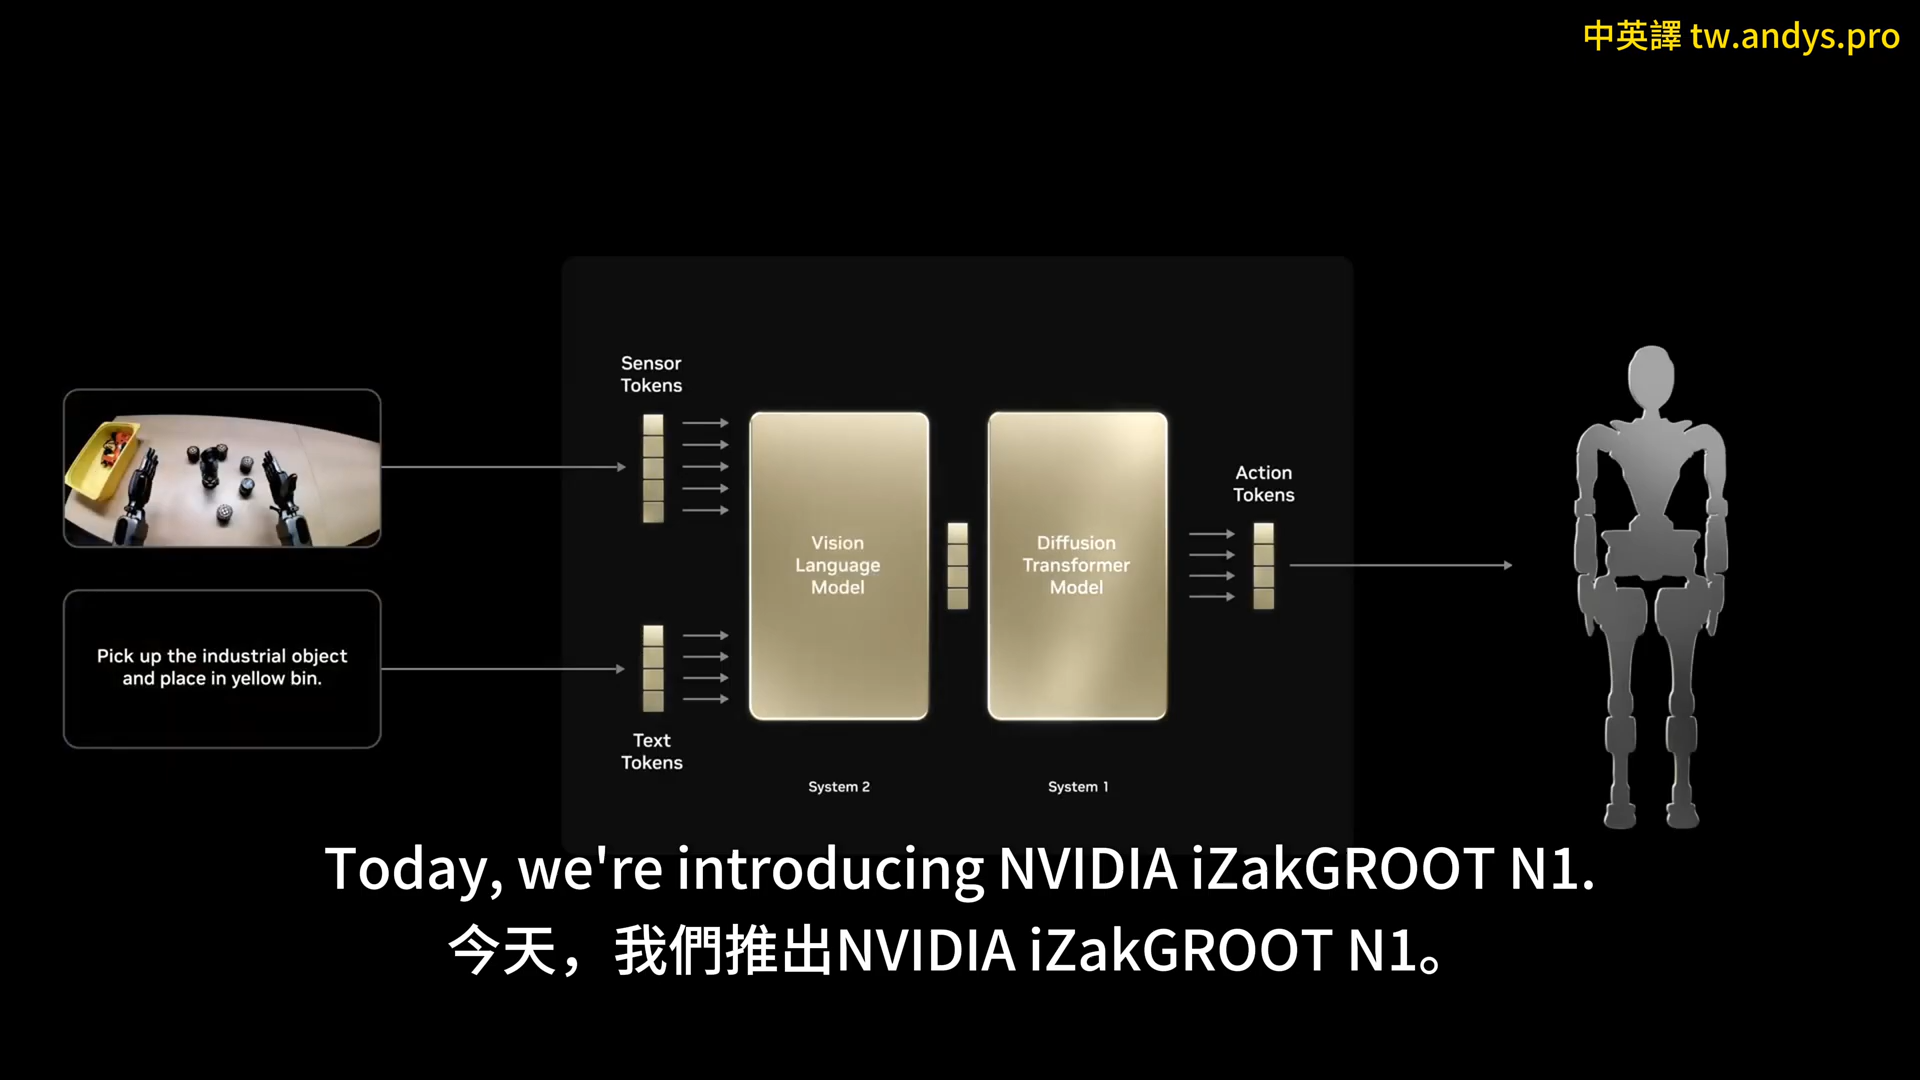 中英譯 tw.andys.pro
Sensor
Tokens
Vision
Language
Model
Diffusion
Transformer
Model
Action
Tokens
Pick up the industrial object
and place in yellow bin.
Text
Tokens
System 2
System 1
Today, we're introducing NVIDIA iZakGROOT N1.
今天，我們推出NVIDIA iZakGROOT N1。